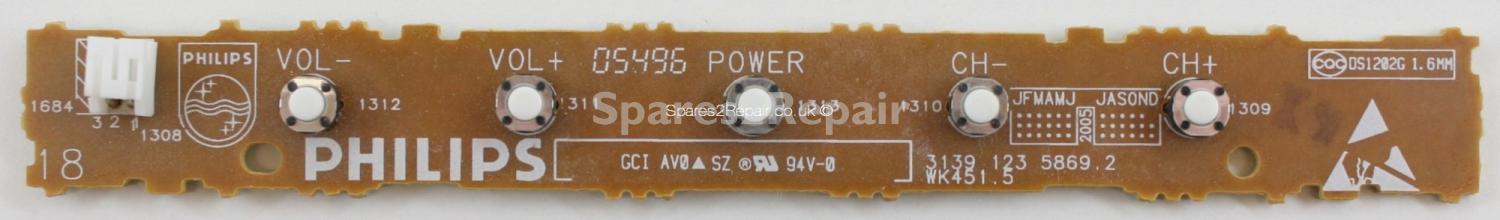 VOL-
VOL+
05496
POWER
CH-
CH+
PHILIPS
CQC DS1202G 1.6MM
1684
3 2 1
1308
1312
1311
1313
1310
1309
JFMAMJ
JASOND
2005
Spares2Repair
Spares2Repair.co.uk ©
18
PHILIPS
GCI AV0 ▲ SZ ® 94V-0
3139 123 5869.2
WK451.5